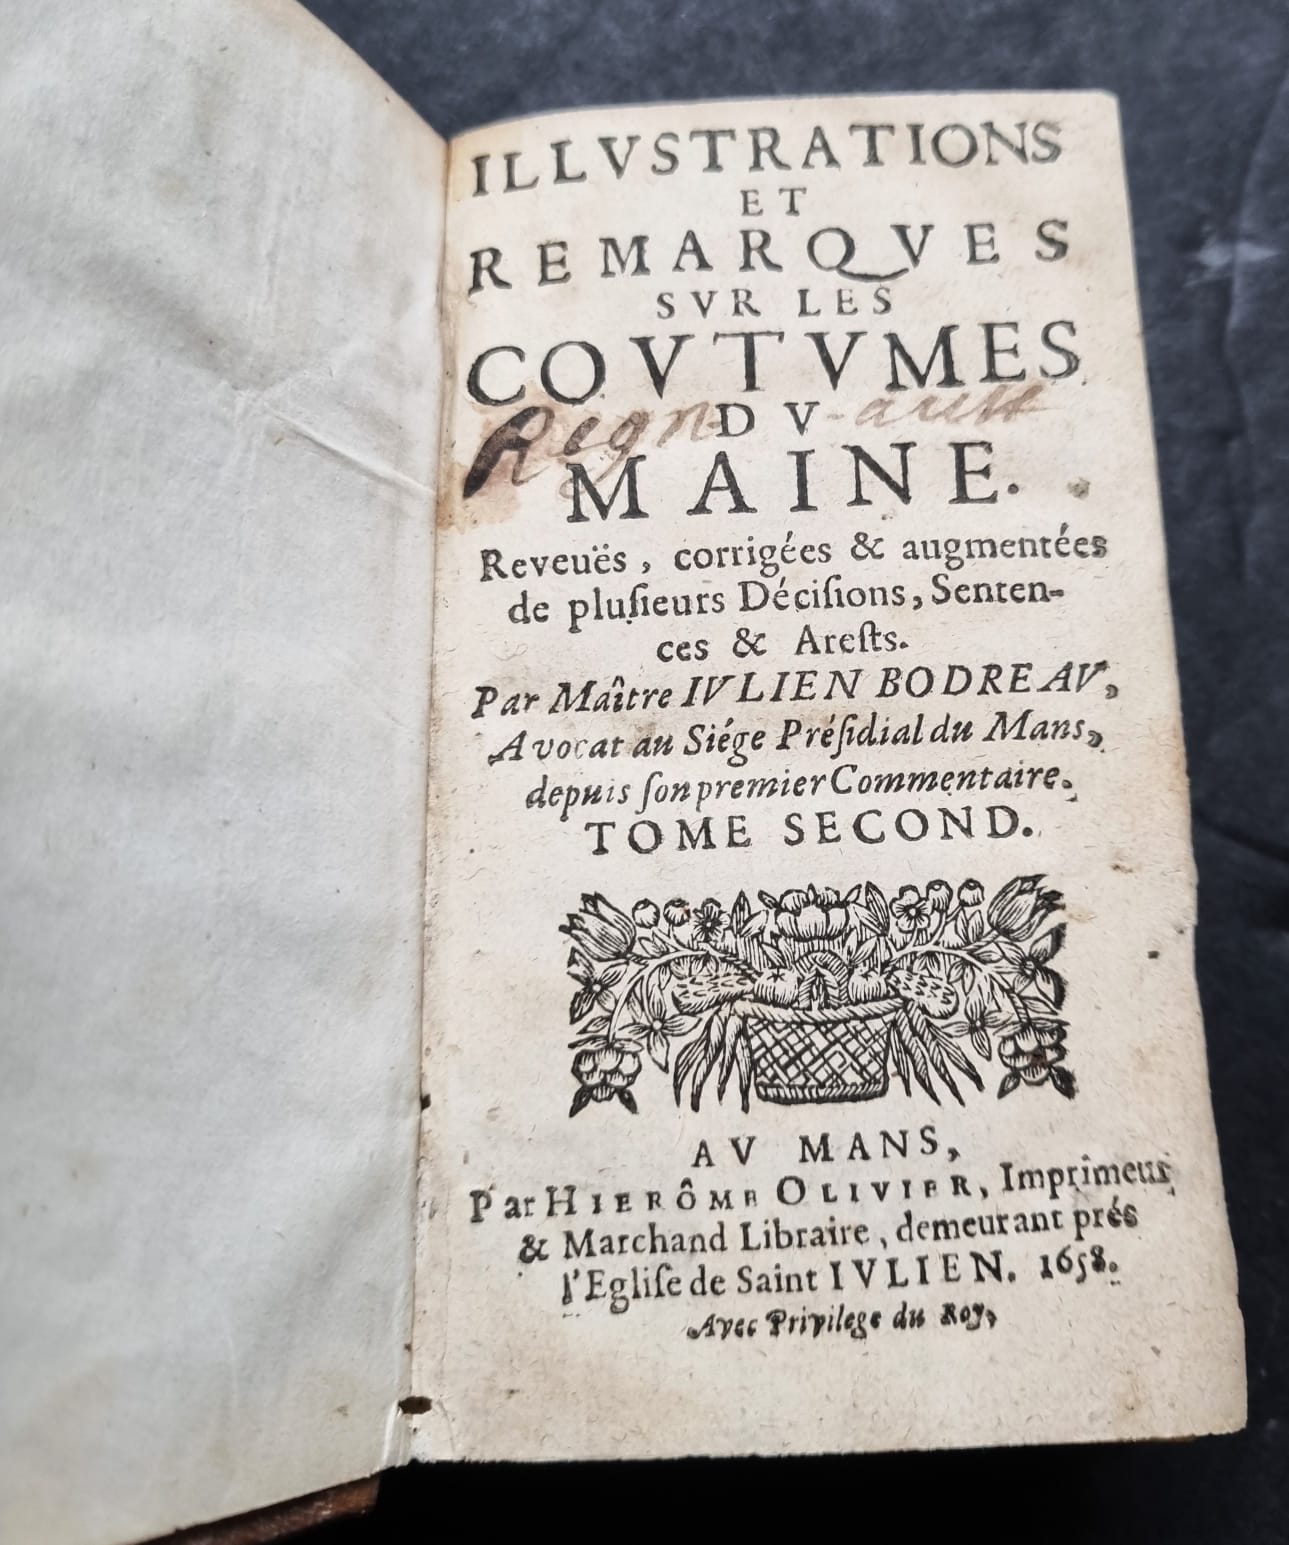 ILLVSTRATIONS
ET
REMARQVES
SVR LES
COVTVMES
DV
MAINE.
Reveuës, corrigées & augmentées
de pluſieurs Déciſions, Senten-
ces & Areſts.
Par Maître IVLIEN BODREAV,
Avocat au Siége Préſidial du Mans,
depuis ſon premier Commentaire.
TOME SECOND.
AV MANS,
Par HIERÔME OLIVIER, Imprimeur
& Marchand Libraire, demeurant prés
l'Egliſe de Saint IVLIEN. 1658.
Avec Privilege du Roy,